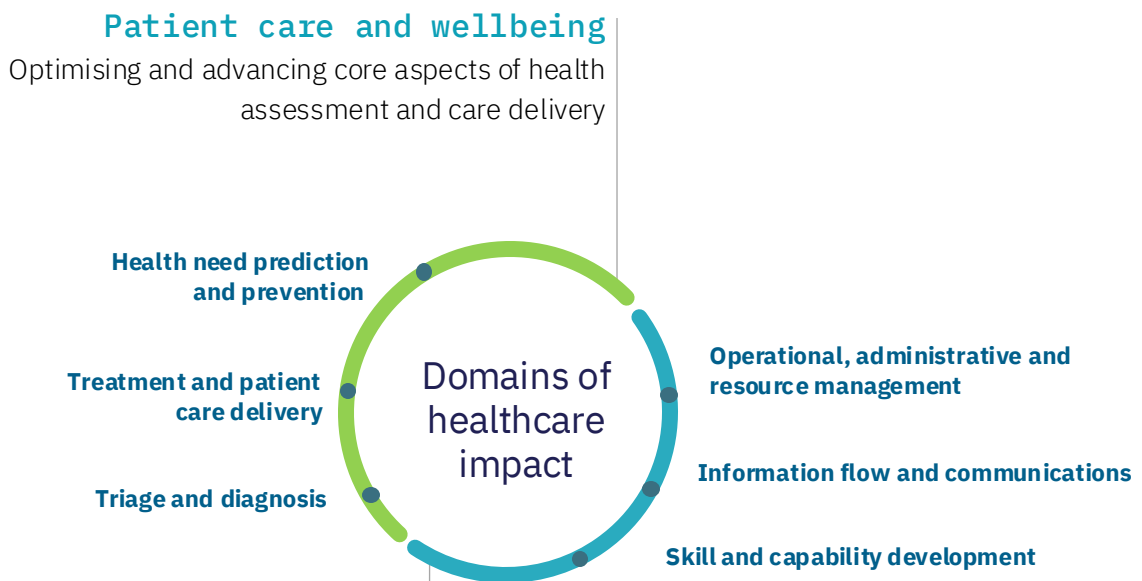 Patient care and wellbeing
Optimising and advancing core aspects of health
assessment and care delivery
Health need prediction
and prevention
Treatment and patient
care delivery
Triage and diagnosis
Domains of
healthcare
impact
Operational, administrative and
resource management
Information flow and communications
Skill and capability development